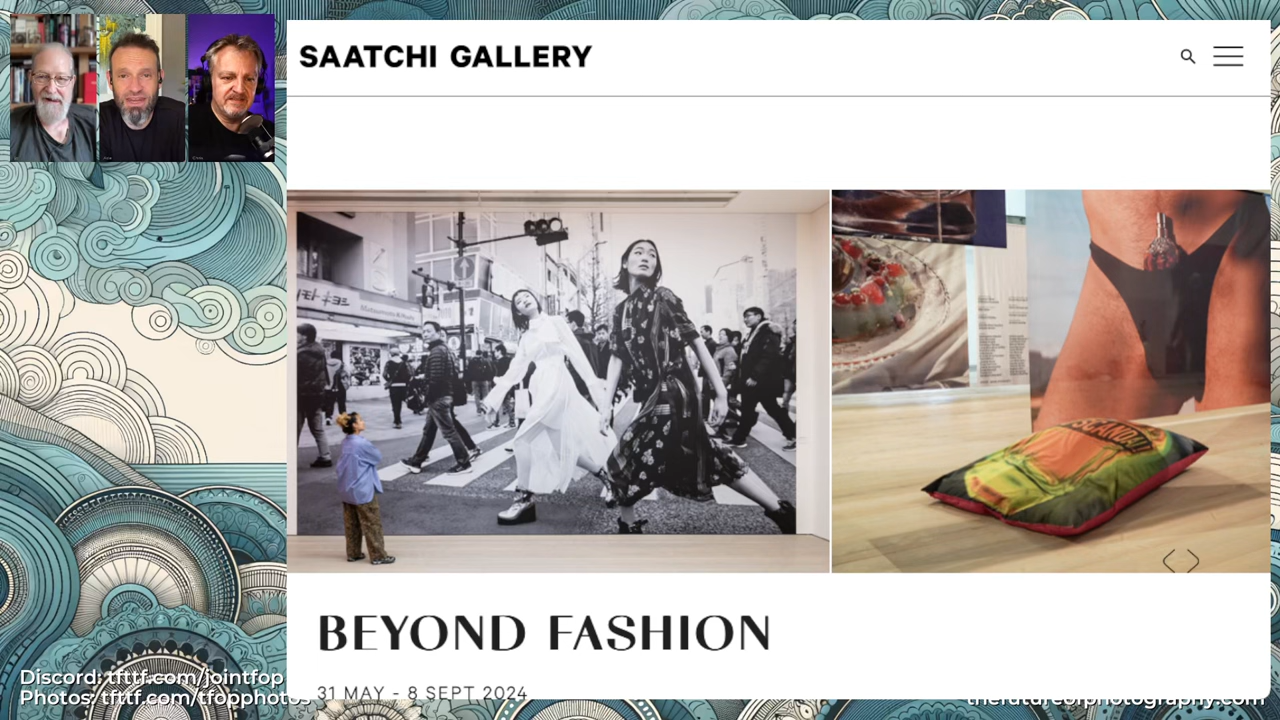 SAATCHI GALLERY
SCANDAL
BEYOND FASHION
31 MAY - 8 SEPT 2024
Discord: tfttf.com/jointfop
Photos: tfttf.com/tfopphotos
thefutureofphotography.com